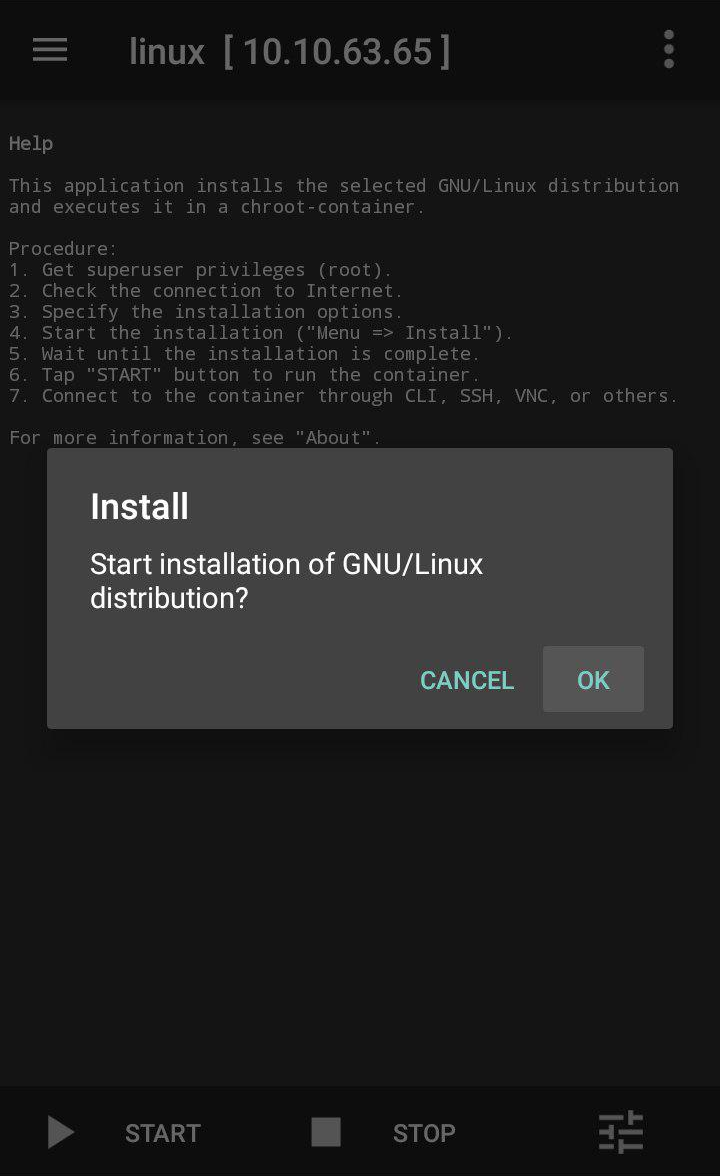 linux [ 10.10.63.65 ]
Help
This application installs the selected GNU/Linux distribution
and executes it in a chroot-container.
Procedure:
1. Get superuser privileges (root).
2. Check the connection to Internet.
3. Specify the installation options.
4. Start the installation ("Menu => Install").
5. Wait until the installation is complete.
6. Tap "START" button to run the container.
7. Connect to the container through CLI, SSH, VNC, or others.
For more information, see "About".
Install
Start installation of GNU/Linux
distribution?
CANCEL OK
START STOP